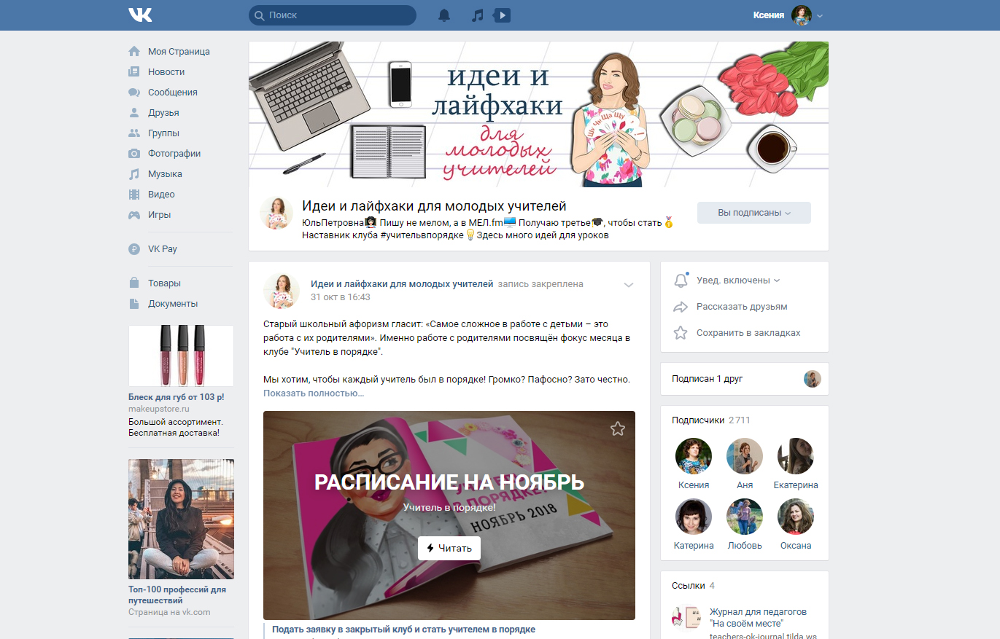 Поиск
Ксения
Моя Страница
Новости
Сообщения
Друзья
Группы
Фотографии
Музыка
Видео
Игры
VK Pay
Товары
Документы
Блеск для губ от 103 р!
makeupstore.ru
Большой ассортимент.
Бесплатная доставка!
Топ-100 профессий для
путешествий
Страница на vk.com
идеи и
лайфхаки
для
молодых
учителей
Щу Чу Ща Щу !
Идеи и лайфхаки для молодых учителей
Вы подписаны
ЮльПетровна Пишу не мелом, а в МЕЛ.fm Получаю третье, чтобы стать
Наставник клуба #учительвпорядке Здесь много идей для уроков
Идеи и лайфхаки для молодых учителей запись закреплена
31 окт в 16:43
Старый школьный афоризм гласит: «Самое сложное в работе с детьми – это
работа с их родителями». Именно работе с родителями посвящён фокус месяца в
клубе "Учитель в порядке".
Мы хотим, чтобы каждый учитель был в порядке! Громко? Пафосно? Зато честно.
Показать полностью…
РАСПИСАНИЕ НА НОЯБРЬ
Учитель в порядке!
В ПОРЯДКЕ!
НОЯБРЬ 2018
Читать
Подать заявку в закрытый клуб и стать учителем в порядке
Увед. включены
Рассказать друзьям
Сохранить в закладках
Подписан 1 друг
Подписчики 2 711
Ксения
Аня
Екатерина
Катерина
Любовь
Оксана
Ссылки 4
Журнал для педагогов
"На своём месте"
teachers-ok-journal.tilda.ws